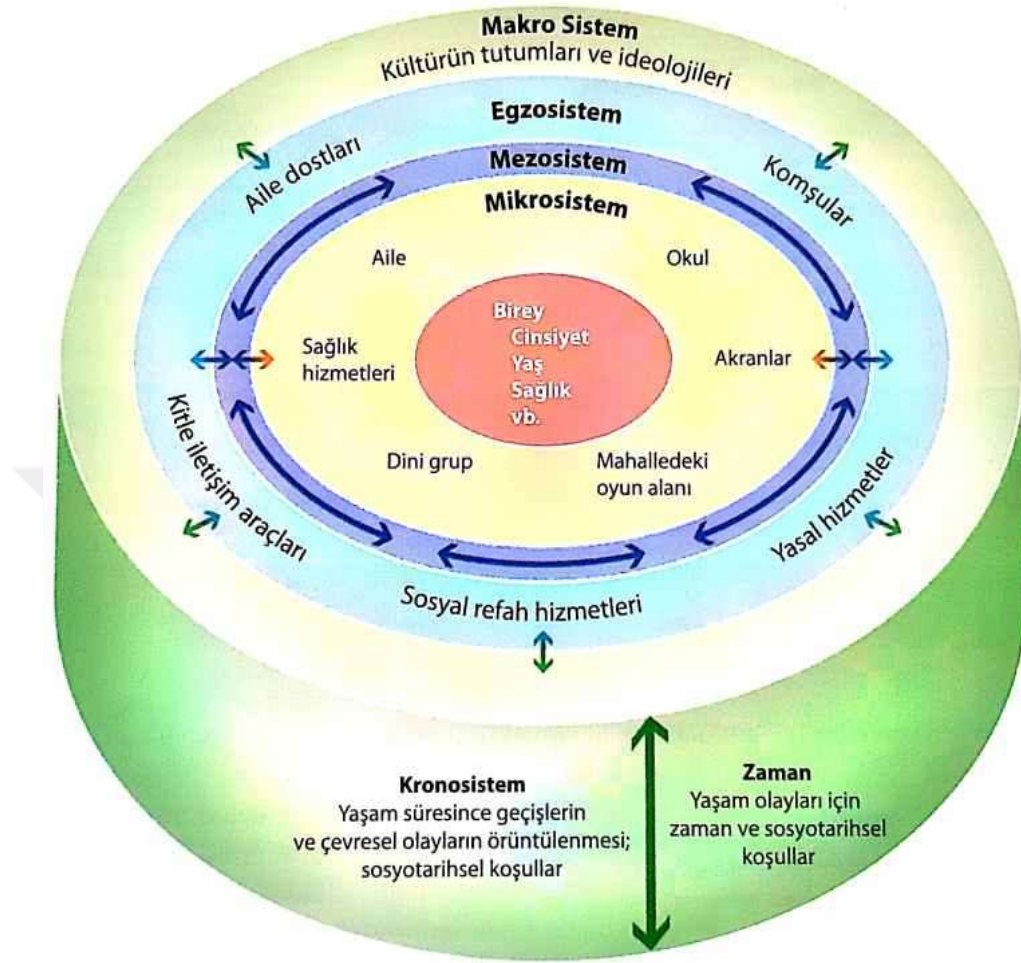 Makro Sistem
Kültürün tutumları ve ideolojileri
Egzosistem
Aile dostları
Komşular
Mezosistem
Mikrosistem
Aile
Okul
Birey
Cinsiyet
Yaş
Sağlık
vb.
Sağlık
hizmetleri
Akranlar
Dini grup
Mahalledeki
oyun alanı
Kitle iletişim araçları
Yasal hizmetler
Sosyal refah hizmetleri
Kronosistem
Yaşam süresince geçişlerin
ve çevresel olayların örüntülenmesi;
sosyotarihsel koşullar
Zaman
Yaşam olayları için
zaman ve sosyotarihsel
koşullar